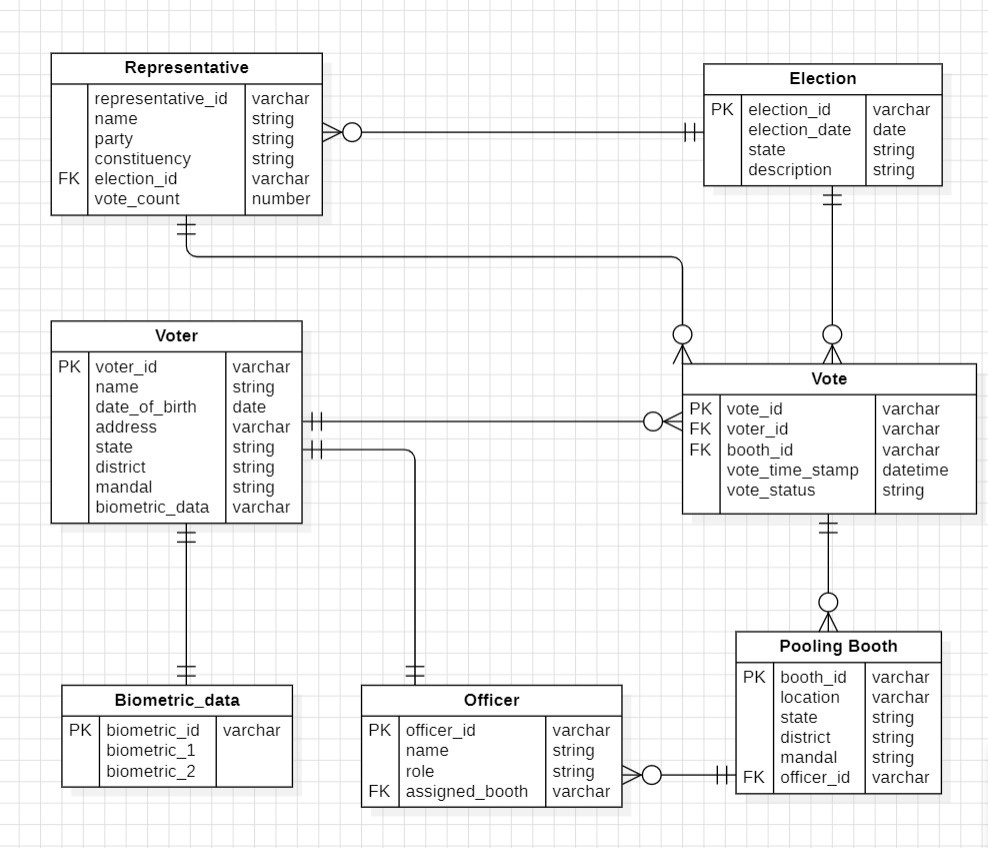 Representative
representative_id varchar
name string
party string
constituency string
FK election_id varchar
vote_count number
Election
PK election_id varchar
election_date date
state string
description string
Voter
PK voter_id varchar
name string
date_of_birth date
address varchar
state string
district string
mandal string
biometric_data varchar
Vote
PK vote_id varchar
FK voter_id varchar
FK booth_id varchar
vote_time_stamp datetime
vote_status string
Biometric_data
PK biometric_id varchar
biometric_1
biometric_2
Officer
PK officer_id varchar
name string
role string
FK assigned_booth varchar
Pooling Booth
PK booth_id varchar
location varchar
state string
district string
mandal string
FK officer_id varchar